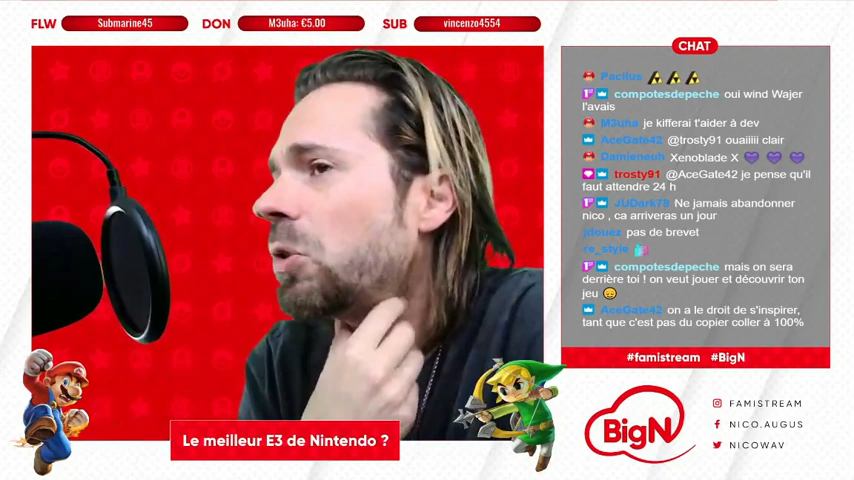 FLW
Submarine45
DON
M3uha: €5.00
SUB
vincenzo4554
CHAT
Pacilus
compotesdepeche oui wind Wajer
l'avais
M3uha je kifferai t'aider à dev
AceGate42 @trosty91 ouaiiiii clair
Damieneuh Xenoblade X
trosty91 @AceGate42 je pense qu'il
faut attendre 24 h
JUDark79 Ne jamais abandonner
nico , ca arriveras un jour
jdouez pas de brevet
re_style
compotesdepeche mais on sera
derrière toi ! on veut jouer et découvrir ton
jeu
AceGate42 on a le droit de s'inspirer,
tant que c'est pas du copier coller à 100%
#famistream #BigN
Le meilleur E3 de Nintendo ?
BigN
FAMISTREAM
NICO.AUGUS
NICOWAV